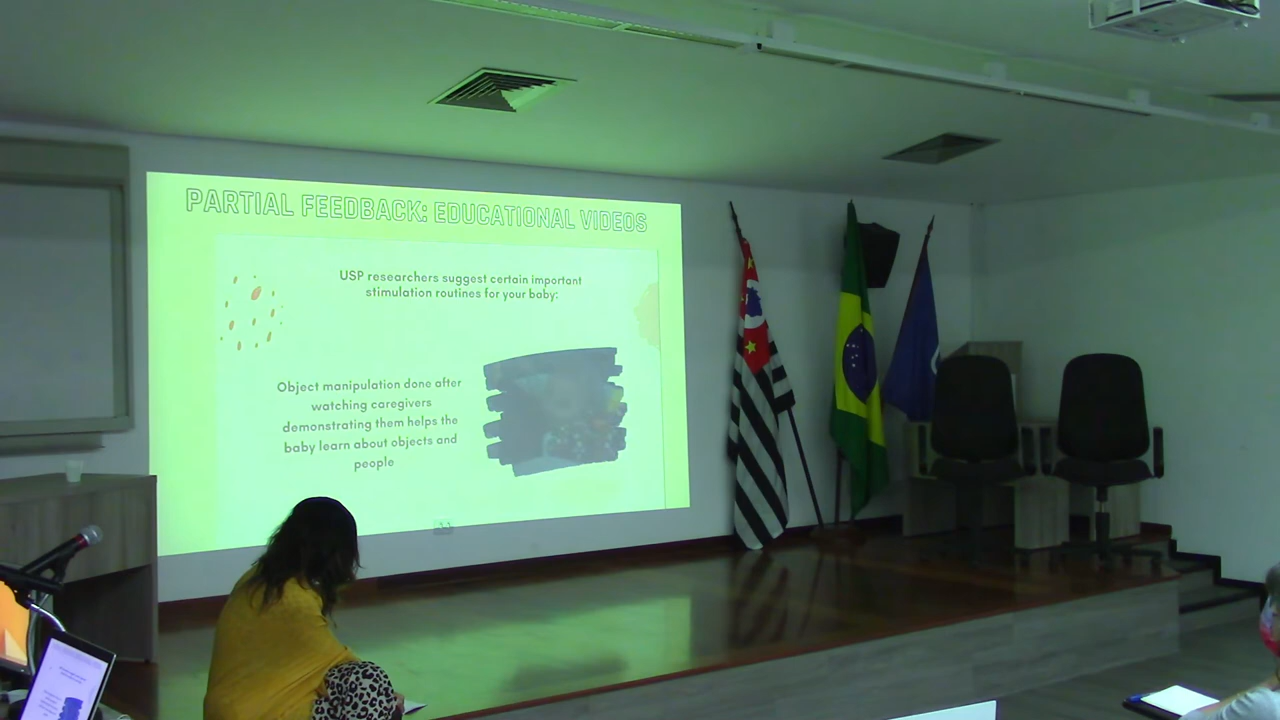 PARTIAL FEEDBACK: EDUCATIONAL VIDEOS
USP researchers suggest certain important
stimulation routines for your baby:
Object manipulation done after
watching caregivers
demonstrating them helps the
baby learn about objects and
people